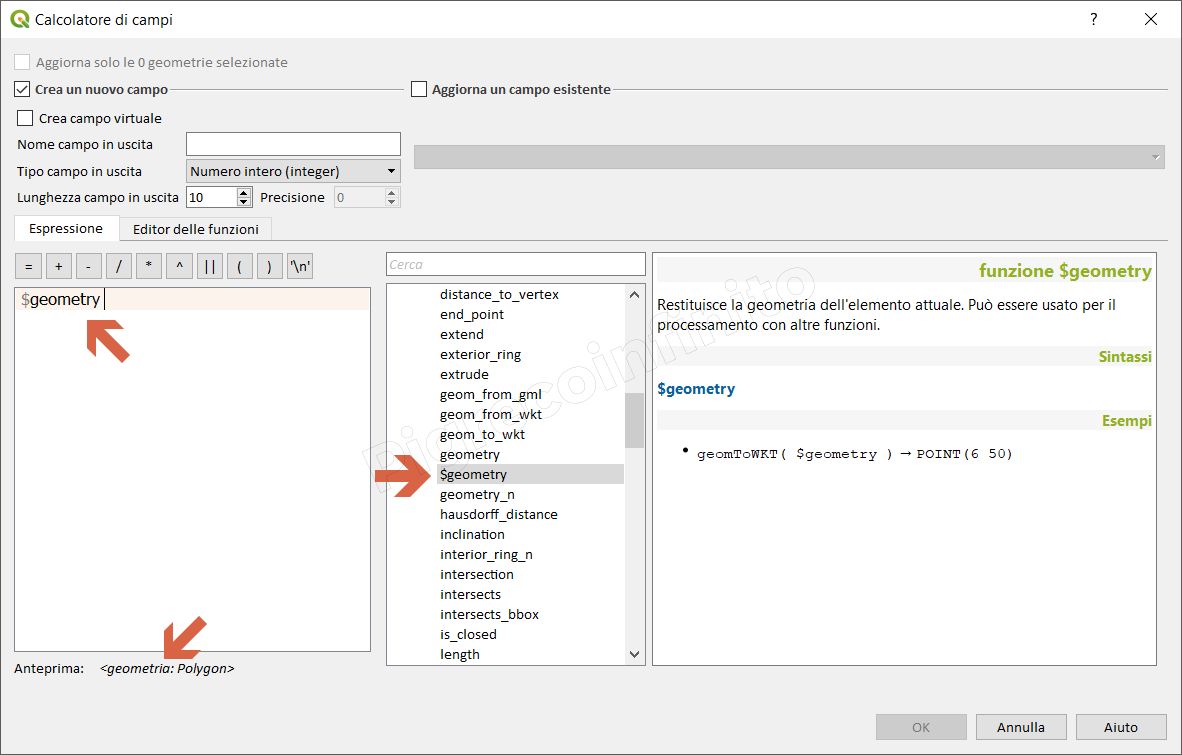 Calcolatore di campi
?
Aggiorna solo le 0 geometrie selezionate
Crea un nuovo campo
Aggiorna un campo esistente
Crea campo virtuale
Nome campo in uscita
Tipo campo in uscita Numero intero (integer)
Lunghezza campo in uscita 10 Precisione 0
Espressione Editor delle funzioni
= + - / * ^ || ( ) '\n'
$geometry
Anteprima: <geometria: Polygon>
Cerca
distance_to_vertex
end_point
extend
exterior_ring
extrude
geom_from_gml
geom_from_wkt
geom_to_wkt
geometry
$geometry
geometry_n
hausdorff_distance
inclination
interior_ring_n
intersection
intersects
intersects_bbox
is_closed
length
funzione $geometry
Restituisce la geometria dell'elemento attuale. Può essere usato per il
processamento con altre funzioni.
Sintassi
$geometry
Esempi
• geomToWKT( $geometry ) → POINT(6 50)
Pigrecoinfinito
OK Annulla Aiuto